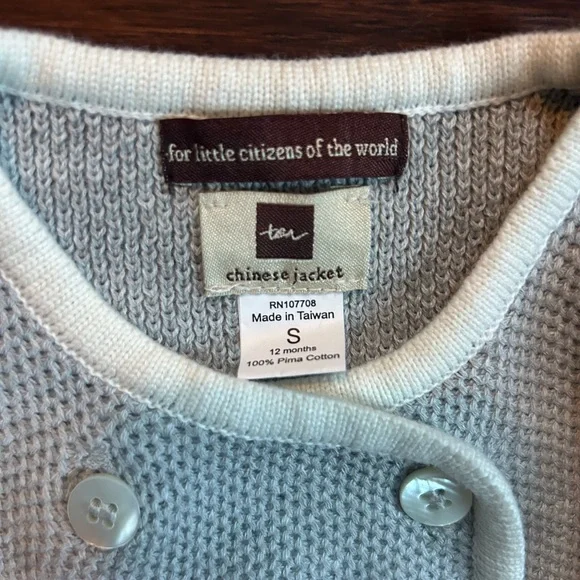 for little citizens of the world
tea
chinese jacket
RN107708
Made in Taiwan
S
12 months
100% Pima Cotton